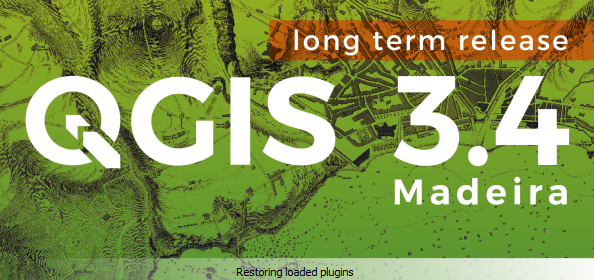 long term release
QGIS 3.4
Madeira
Restoring loaded plugins